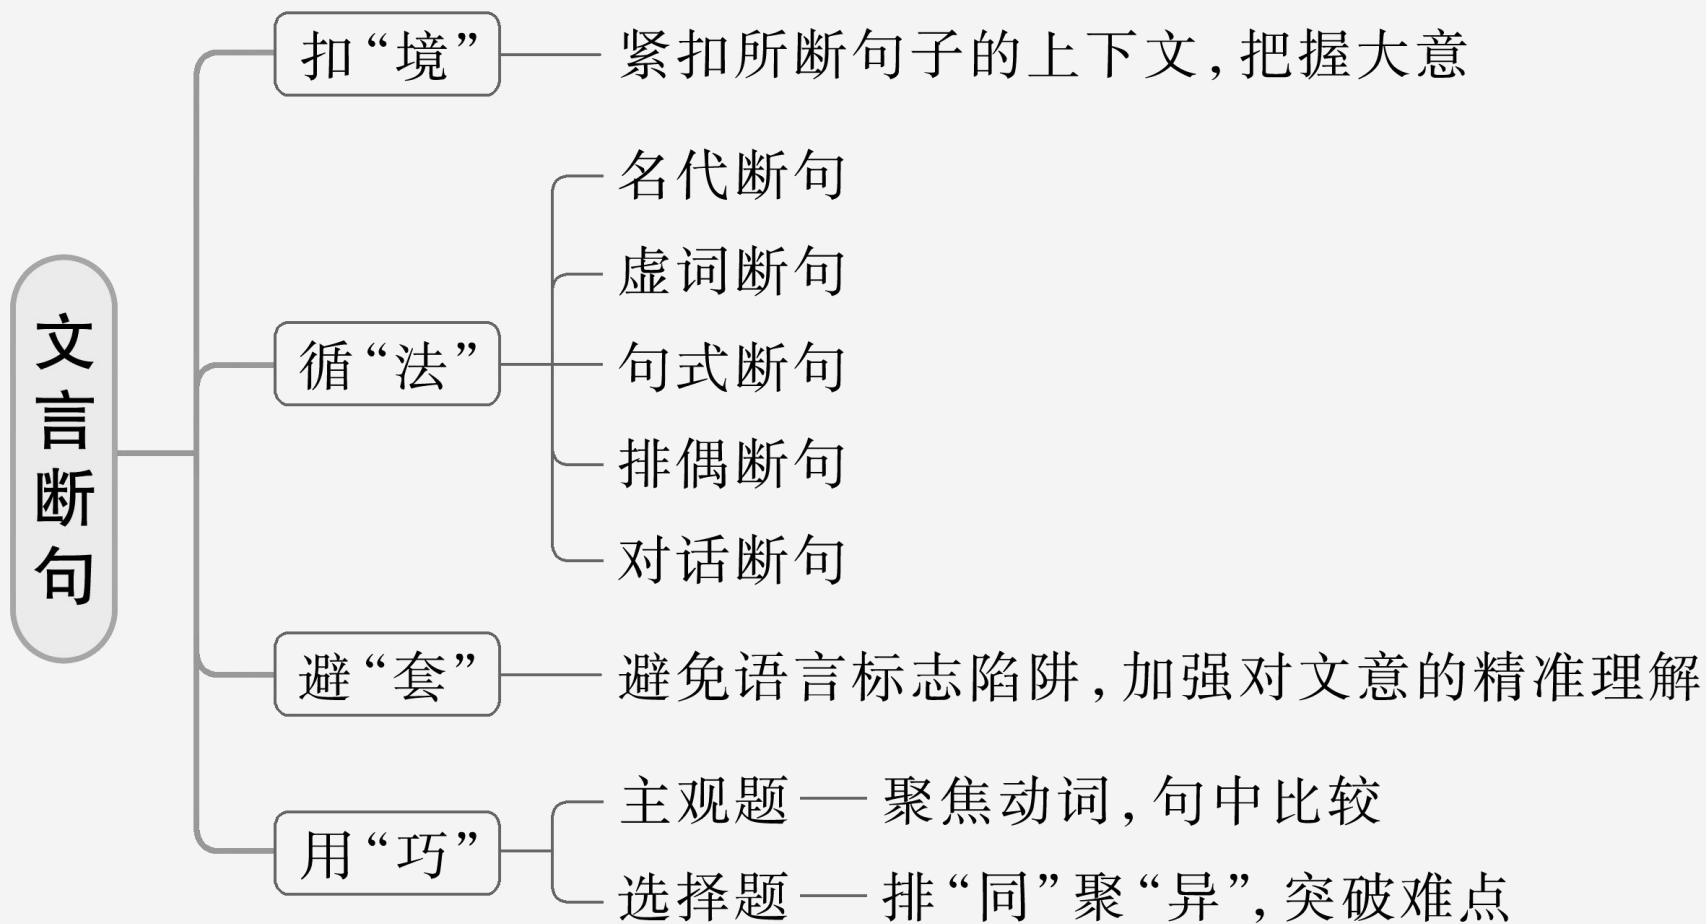 文言断句
扣“境”
紧扣所断句子的上下文,把握大意
循“法”
名代断句
虚词断句
句式断句
排偶断句
对话断句
避“套”
避免语言标志陷阱,加强对文意的精准理解
用“巧”
主观题——聚焦动词,句中比较
选择题——排“同”聚“异”,突破难点